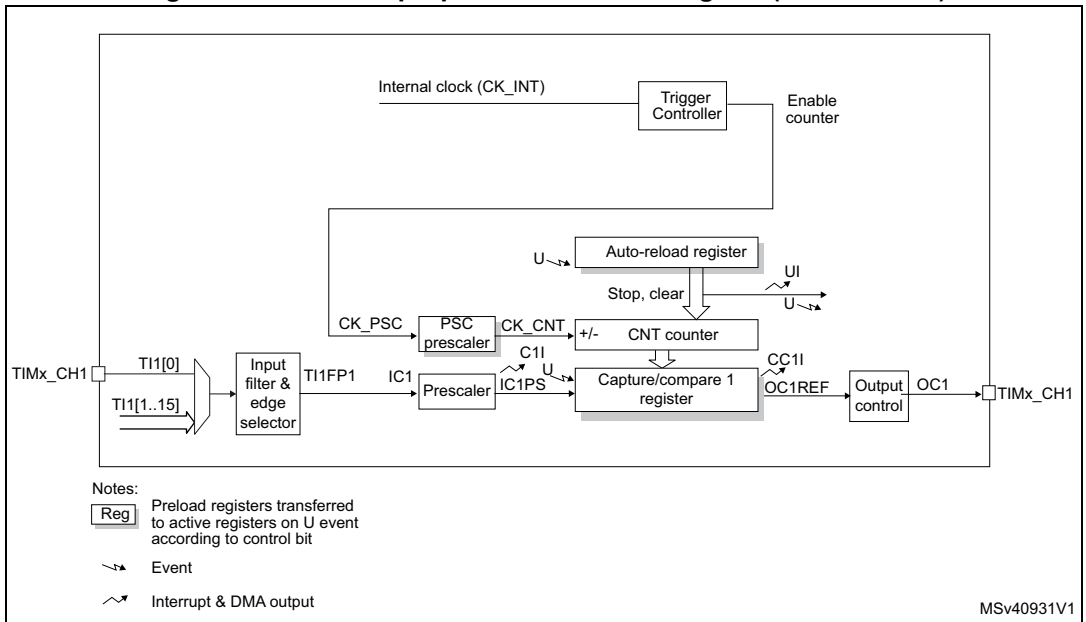 Internal clock (CK_INT)
Trigger
Controller
Enable
counter
Auto-reload register
U
UI
Stop, clear
U
CK_PSC
PSC
prescaler
CK_CNT
+/-
CNT counter
TIMx_CH1
TI1[0]
TI1[1..15]
Input
filter &
edge
selector
TI1FP1
IC1
Prescaler
C1I
IC1PS
U
Capture/compare 1
register
CC1I
OC1REF
Output
control
OC1
TIMx_CH1
Notes:
Reg
Preload registers transferred
to active registers on U event
according to control bit
Event
Interrupt & DMA output
MSv40931V1